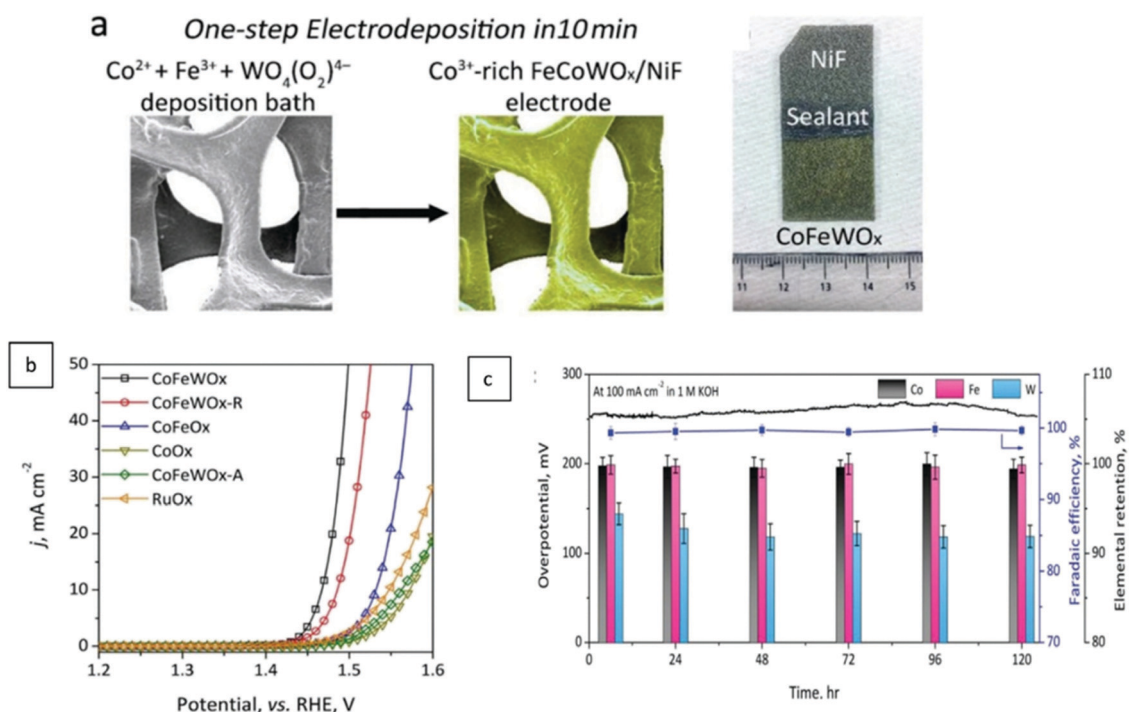 a
One-step Electrodeposition in10 min
Co²⁺ + Fe³⁺ + WO₄(O₂)⁴⁻
deposition bath
Co³⁺-rich FeCoWOₓ/NiF
electrode
NiF
Sealant
CoFeWOₓ
11 12 13 14 15
b
50
40
30
20
10
0
j, mA cm⁻²
CoFeWOx
CoFeWOx-R
CoFeOx
CoOx
CoFeWOx-A
RuOx
1.2 1.3 1.4 1.5 1.6
Potential, vs. RHE, V
c
:
At 100 mA cm⁻² in 1 M KOH
Co Fe W
300
200
100
0
Overpotential, mV
100
90
80
70
Faradaic efficiency, %
110
100
90
80
Elemental retention, %
0 24 48 72 96 120
Time. hr